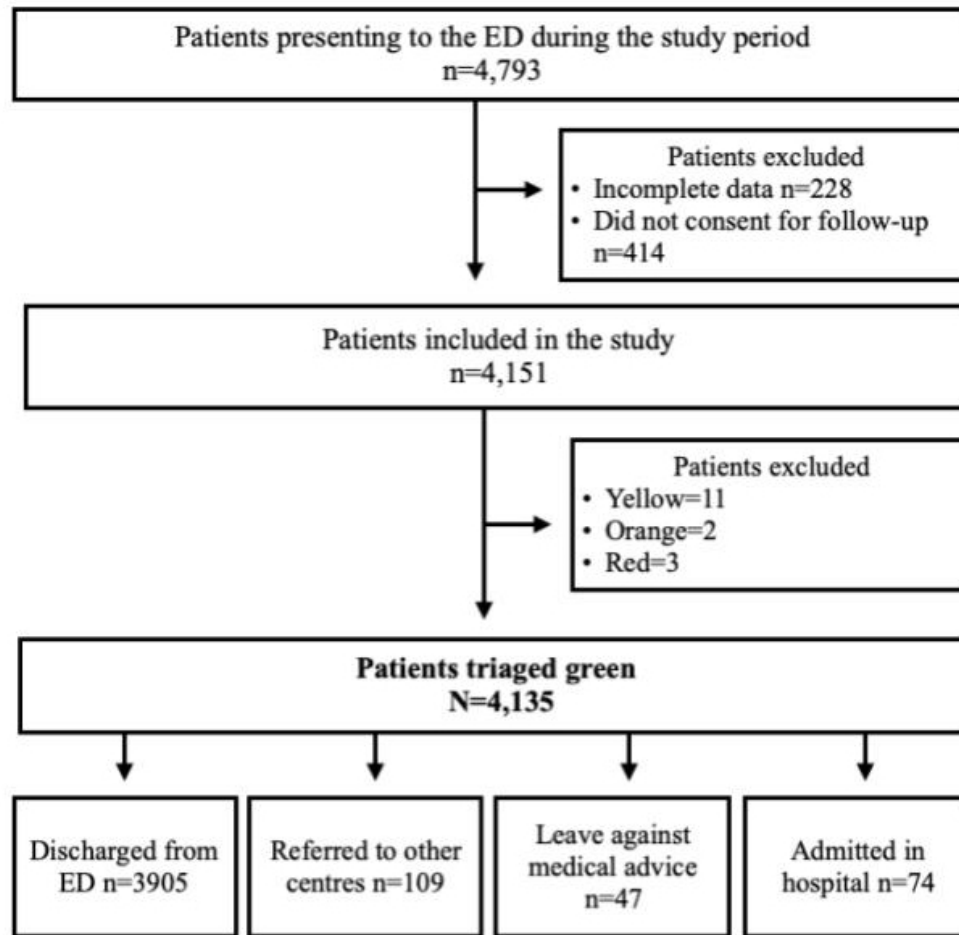 Patients presenting to the ED during the study period
n=4,793
Patients excluded
• Incomplete data n=228
• Did not consent for follow-up
n=414
Patients included in the study
n=4,151
Patients excluded
• Yellow=11
• Orange=2
• Red=3
Patients triaged green
N=4,135
Discharged from
ED n=3905
Referred to other
centres n=109
Leave against
medical advice
n=47
Admitted in
hospital n=74